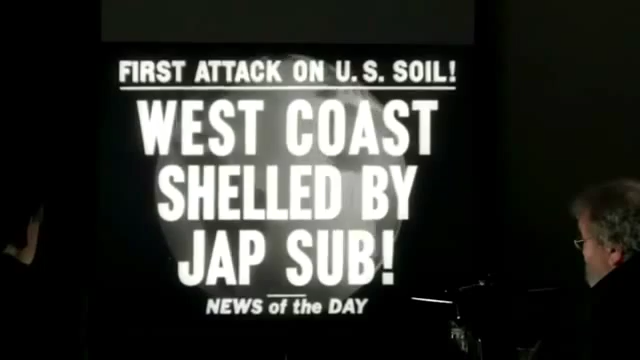 FIRST ATTACK ON U.S. SOIL!
WEST COAST
SHELLED BY
JAP SUB!
NEWS of the DAY